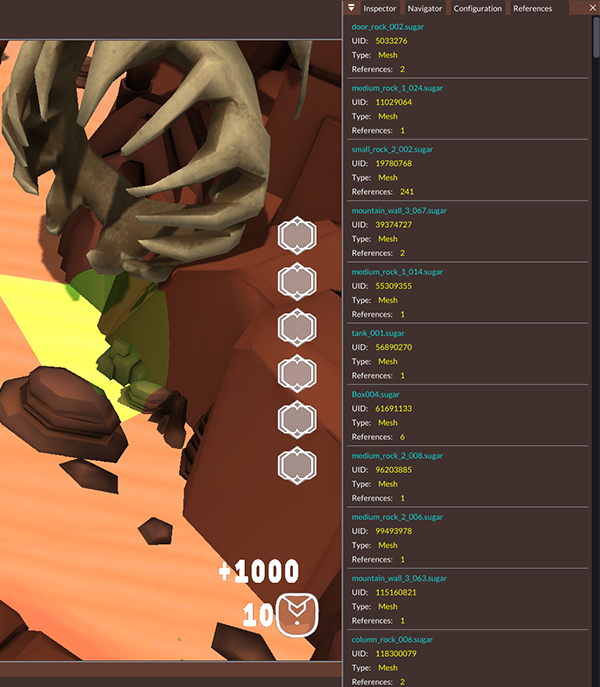 Inspector Navigator Configuration References
door_rock_002.sugar
UID: 5033276
Type: Mesh
References: 2
medium_rock_1_024.sugar
UID: 11029064
Type: Mesh
References: 1
small_rock_2_002.sugar
UID: 19780768
Type: Mesh
References: 241
mountain_wall_3_067.sugar
UID: 39374727
Type: Mesh
References: 2
medium_rock_1_014.sugar
UID: 55309355
Type: Mesh
References: 1
tank_001.sugar
UID: 56890270
Type: Mesh
References: 1
Box004.sugar
UID: 61691133
Type: Mesh
References: 6
medium_rock_2_008.sugar
UID: 96203885
Type: Mesh
References: 1
medium_rock_2_006.sugar
UID: 99493978
Type: Mesh
References: 1
mountain_wall_3_063.sugar
UID: 115160821
Type: Mesh
References: 1
column_rock_006.sugar
UID: 118300079
Type: Mesh
References: 2
+1000
10